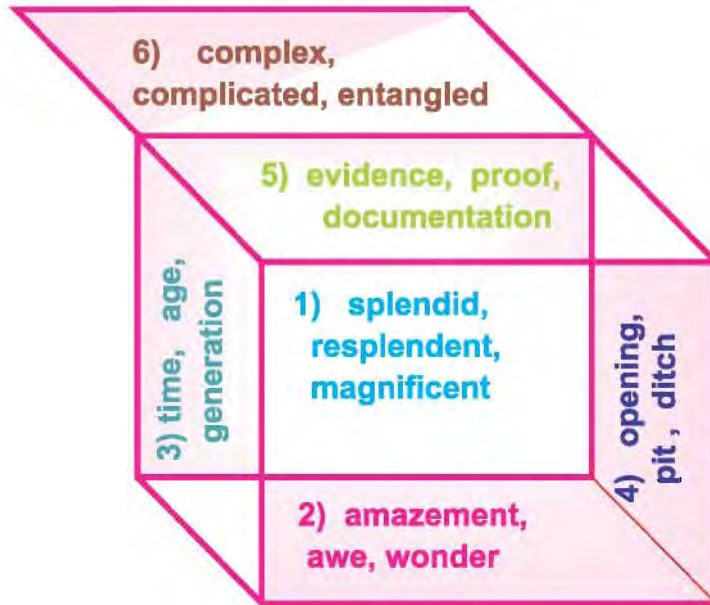 6) complex,
complicated, entangled
5) evidence, proof,
documentation
3) time, age,
generation
1) splendid,
resplendent,
magnificent
4) opening,
pit , ditch
2) amazement,
awe, wonder